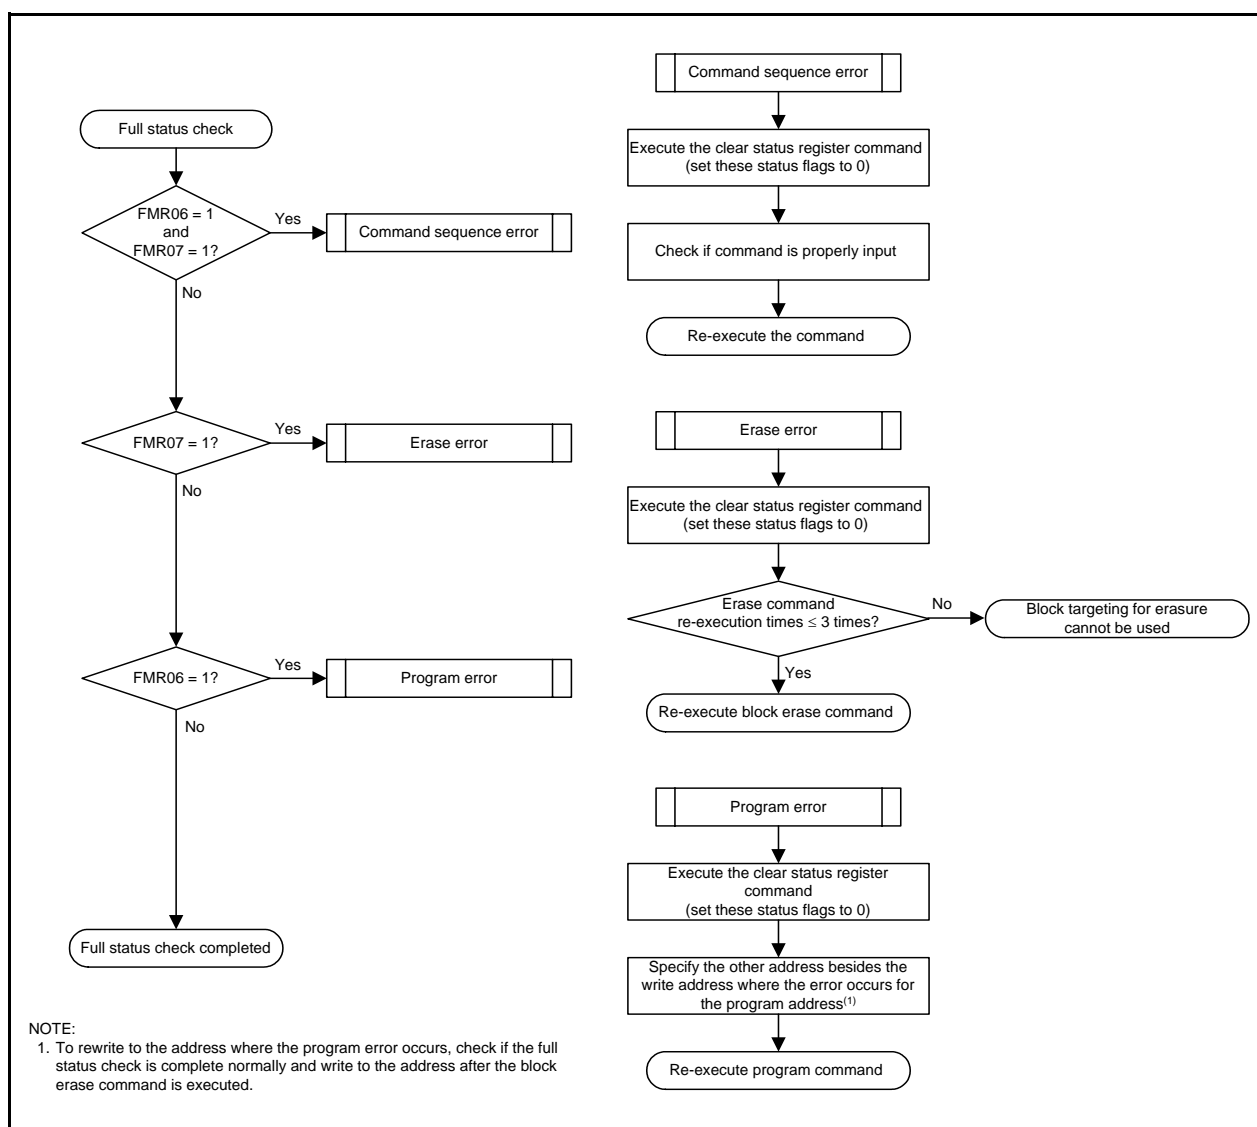 Full status check
FMR06 = 1
and
FMR07 = 1?
Yes
Command sequence error
No
FMR07 = 1?
Yes
Erase error
No
FMR06 = 1?
Yes
Program error
No
Full status check completed
Command sequence error
Execute the clear status register command
(set these status flags to 0)
Check if command is properly input
Re-execute the command
Erase error
Execute the clear status register command
(set these status flags to 0)
Erase command
re-execution times ≤ 3 times?
No
Block targeting for erasure
cannot be used
Yes
Re-execute block erase command
Program error
Execute the clear status register
command
(set these status flags to 0)
Specify the other address besides the
write address where the error occurs for
the program address(1)
Re-execute program command
NOTE:
1. To rewrite to the address where the program error occurs, check if the full
status check is complete normally and write to the address after the block
erase command is executed.